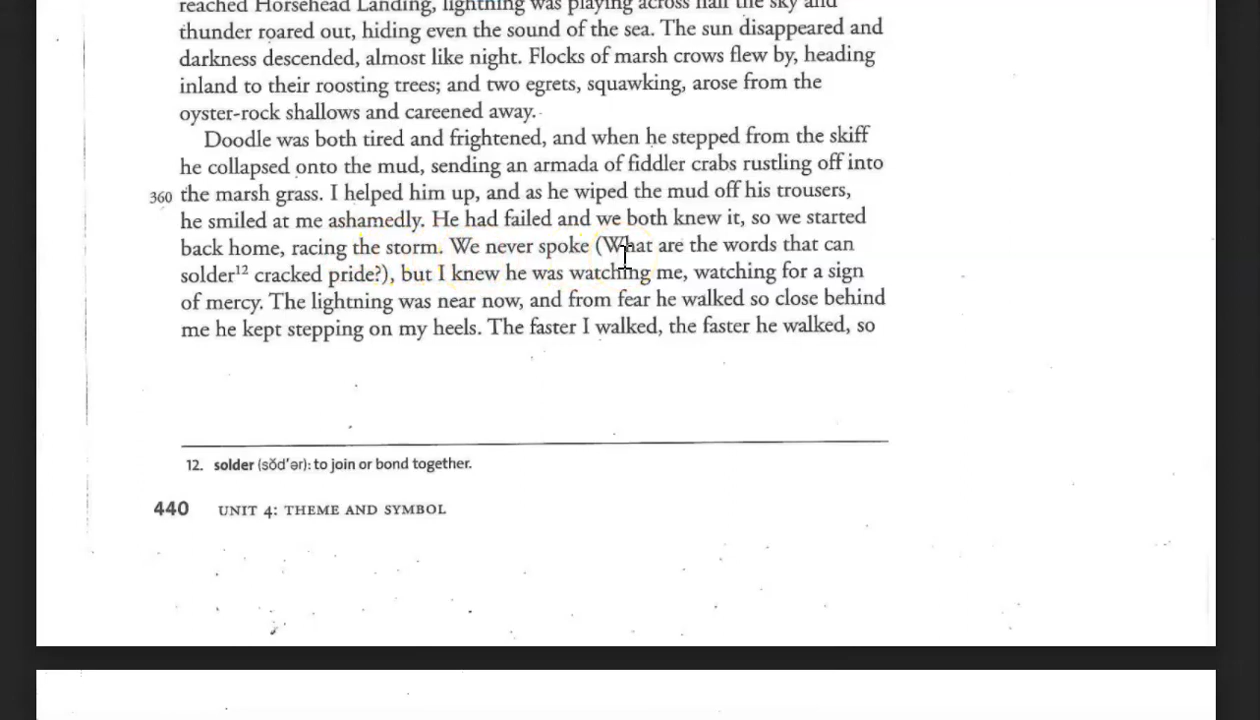 reached Horsehead Landing, lightning was playing across half the sky and
thunder roared out, hiding even the sound of the sea. The sun disappeared and
darkness descended, almost like night. Flocks of marsh crows flew by, heading
inland to their roosting trees; and two egrets, squawking, arose from the
oyster-rock shallows and careened away.
Doodle was both tired and frightened, and when he stepped from the skiff
he collapsed onto the mud, sending an armada of fiddler crabs rustling off into
360 the marsh grass. I helped him up, and as he wiped the mud off his trousers,
he smiled at me ashamedly. He had failed and we both knew it, so we started
back home, racing the storm. We never spoke (What are the words that can
solder¹² cracked pride?), but I knew he was watching me, watching for a sign
of mercy. The lightning was near now, and from fear he walked so close behind
me he kept stepping on my heels. The faster I walked, the faster he walked, so
12. solder (sŏd'ər): to join or bond together.
440 UNIT 4: THEME AND SYMBOL